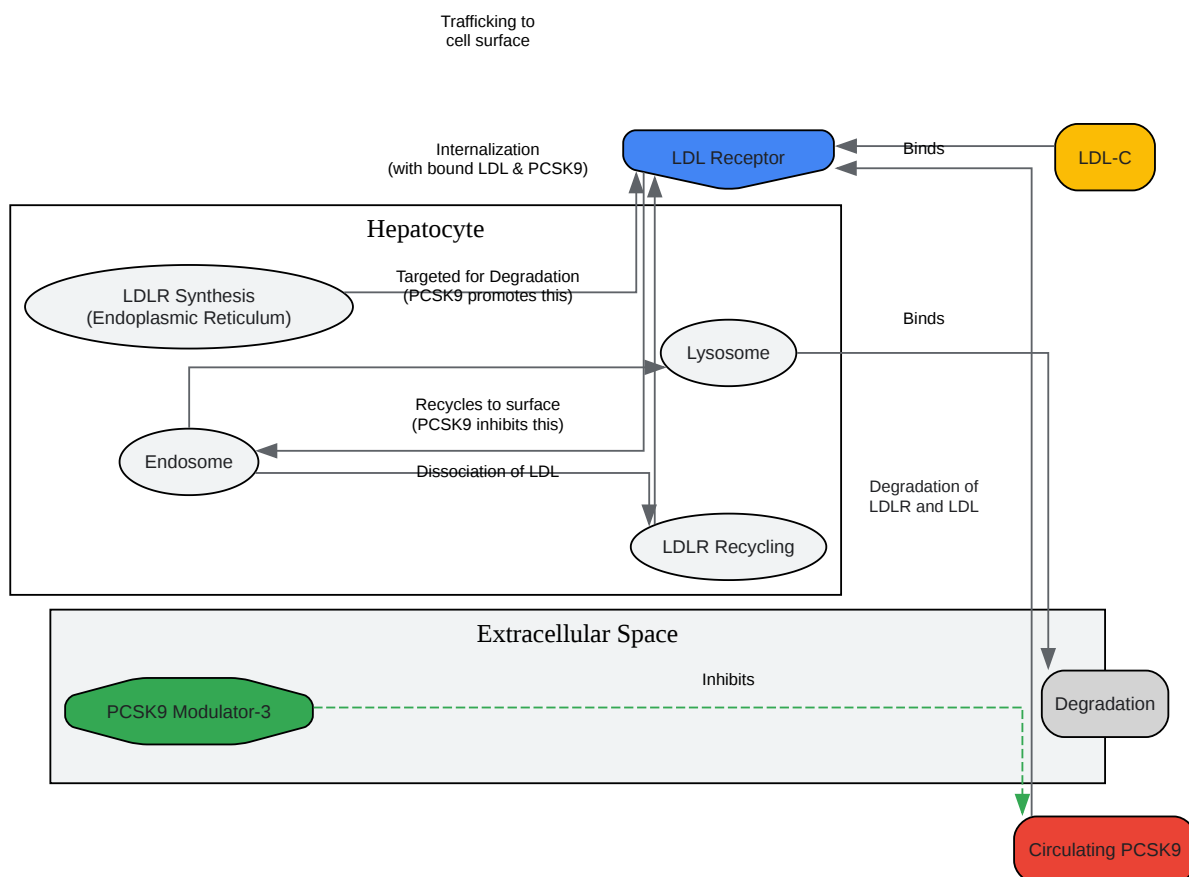 Trafficking to
cell surface
Internalization
(with bound LDL & PCSK9)
LDL Receptor
Binds
LDL-C
Hepatocyte
LDLR Synthesis
(Endoplasmic Reticulum)
Targeted for Degradation
(PCSK9 promotes this)
Binds
Lysosome
Recycles to surface
(PCSK9 inhibits this)
Endosome
Dissociation of LDL
Degradation of
LDLR and LDL
LDLR Recycling
Extracellular Space
Inhibits
PCSK9 Modulator-3
Degradation
Circulating PCSK9